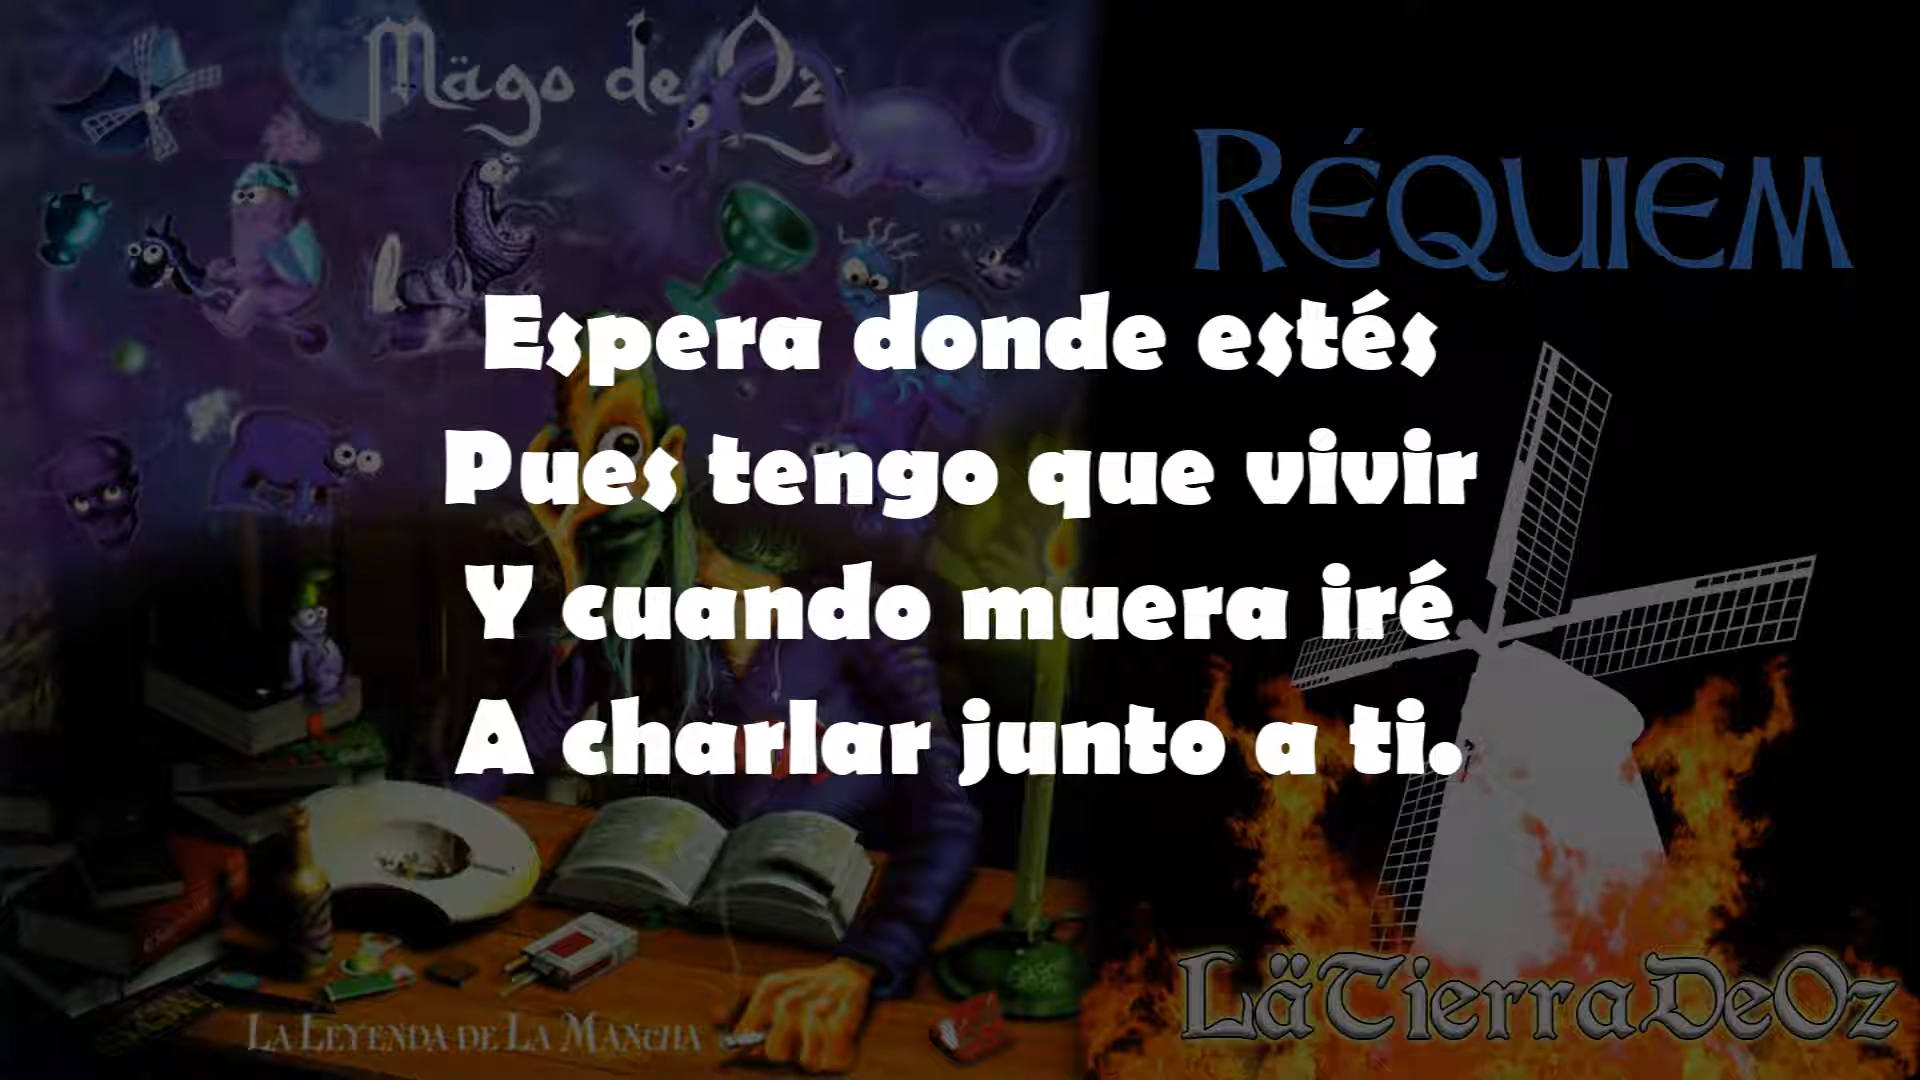 Mägo de Oz
RÉQUIEM
Espera donde estés
Pues tengo que vivir
Y cuando muera iré
A charlar junto a ti.
LA LEYENDA DE LA MANCHA
LäTierraDeOz